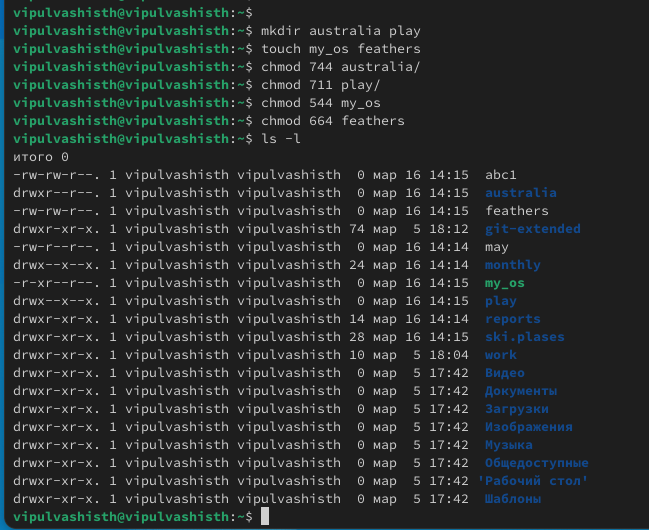 vipulvashisth@vipulvashisth:~$
vipulvashisth@vipulvashisth:~$ mkdir australia play
vipulvashisth@vipulvashisth:~$ touch my_os feathers
vipulvashisth@vipulvashisth:~$ chmod 744 australia/
vipulvashisth@vipulvashisth:~$ chmod 711 play/
vipulvashisth@vipulvashisth:~$ chmod 544 my_os
vipulvashisth@vipulvashisth:~$ chmod 664 feathers
vipulvashisth@vipulvashisth:~$ ls -l
итого 0
-rw-rw-r--. 1 vipulvashisth vipulvashisth  0 мар 16 14:15  abc1
drwxr--r--. 1 vipulvashisth vipulvashisth  0 мар 16 14:15  australia
-rw-rw-r--. 1 vipulvashisth vipulvashisth  0 мар 16 14:15  feathers
drwxr-xr-x. 1 vipulvashisth vipulvashisth 74 мар  5 18:12  git-extended
-rw-r--r--. 1 vipulvashisth vipulvashisth  0 мар 16 14:14  may
drwx--x--x. 1 vipulvashisth vipulvashisth 24 мар 16 14:14  monthly
-r-xr--r--. 1 vipulvashisth vipulvashisth  0 мар 16 14:15  my_os
drwx--x--x. 1 vipulvashisth vipulvashisth  0 мар 16 14:15  play
drwxr-xr-x. 1 vipulvashisth vipulvashisth 14 мар 16 14:14  reports
drwxr-xr-x. 1 vipulvashisth vipulvashisth 28 мар 16 14:15  ski.plases
drwxr-xr-x. 1 vipulvashisth vipulvashisth 10 мар  5 18:04  work
drwxr-xr-x. 1 vipulvashisth vipulvashisth  0 мар  5 17:42  Видео
drwxr-xr-x. 1 vipulvashisth vipulvashisth  0 мар  5 17:42  Документы
drwxr-xr-x. 1 vipulvashisth vipulvashisth  0 мар  5 17:42  Загрузки
drwxr-xr-x. 1 vipulvashisth vipulvashisth  0 мар  5 17:42  Изображения
drwxr-xr-x. 1 vipulvashisth vipulvashisth  0 мар  5 17:42  Музыка
drwxr-xr-x. 1 vipulvashisth vipulvashisth  0 мар  5 17:42  Общедоступные
drwxr-xr-x. 1 vipulvashisth vipulvashisth  0 мар  5 17:42 'Рабочий стол'
drwxr-xr-x. 1 vipulvashisth vipulvashisth  0 мар  5 17:42  Шаблоны
vipulvashisth@vipulvashisth:~$